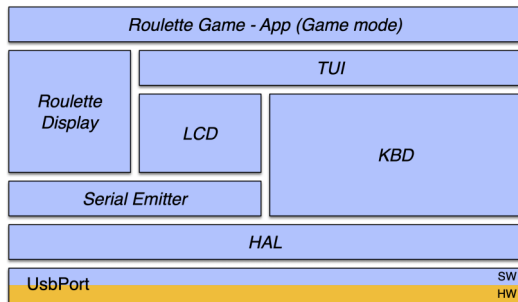 Roulette Game - App (Game mode)
TUI
Roulette
Display
LCD
KBD
Serial Emitter
HAL
UsbPort
SW
HW